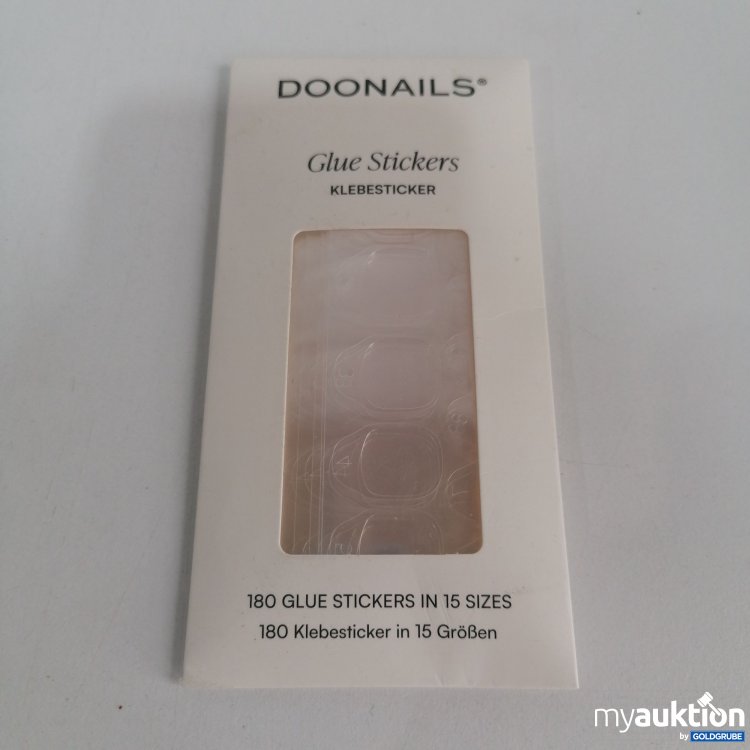 DOONAILS®
Glue Stickers
KLEBESTICKER
180 GLUE STICKERS IN 15 SIZES
180 Klebesticker in 15 Größen
myauktion
by GOLDGRUBE